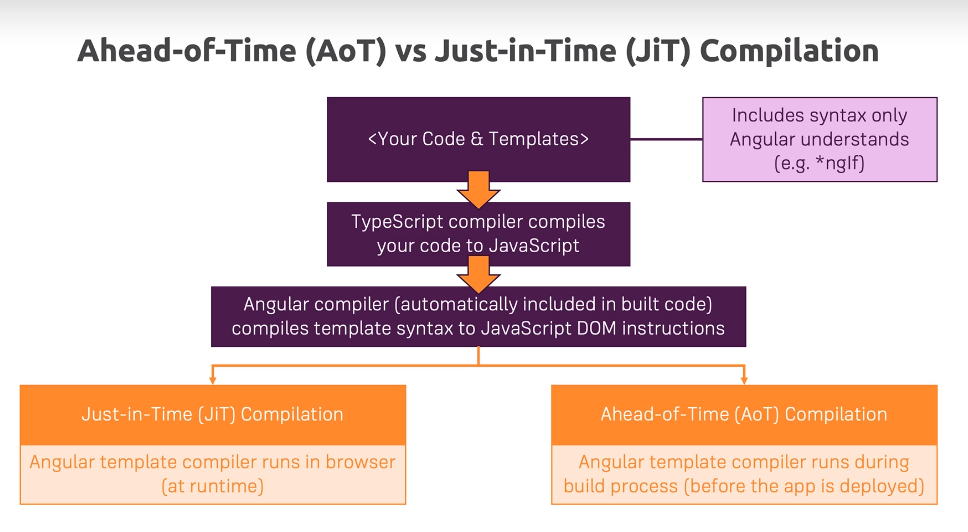 Ahead-of-Time (AoT) vs Just-in-Time (JiT) Compilation
<Your Code & Templates>
Includes syntax only
Angular understands
(e.g. *ngIf)
TypeScript compiler compiles
your code to JavaScript
Angular compiler (automatically included in built code)
compiles template syntax to JavaScript DOM instructions
Just-in-Time (JiT) Compilation
Angular template compiler runs in browser
(at runtime)
Ahead-of-Time (AoT) Compilation
Angular template compiler runs during
build process (before the app is deployed)